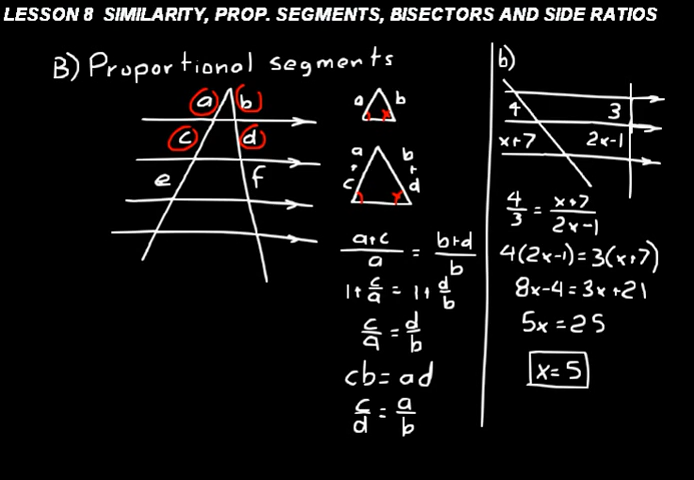 LESSON 8 SIMILARITY, PROP. SEGMENTS, BISECTORS AND SIDE RATIOS
B) Proportional segments
a b
c d
e f
a b
a b
+ +
c d
a+c/a = b+d/b
1+c/a = 1+d/b
c/a = d/b
cb = ad
c/d = a/b
b)
4 3
x+7 2x-1
4/3 = x+7/2x-1
4(2x-1)=3(x+7)
8x-4=3x+21
5x=25
x=5